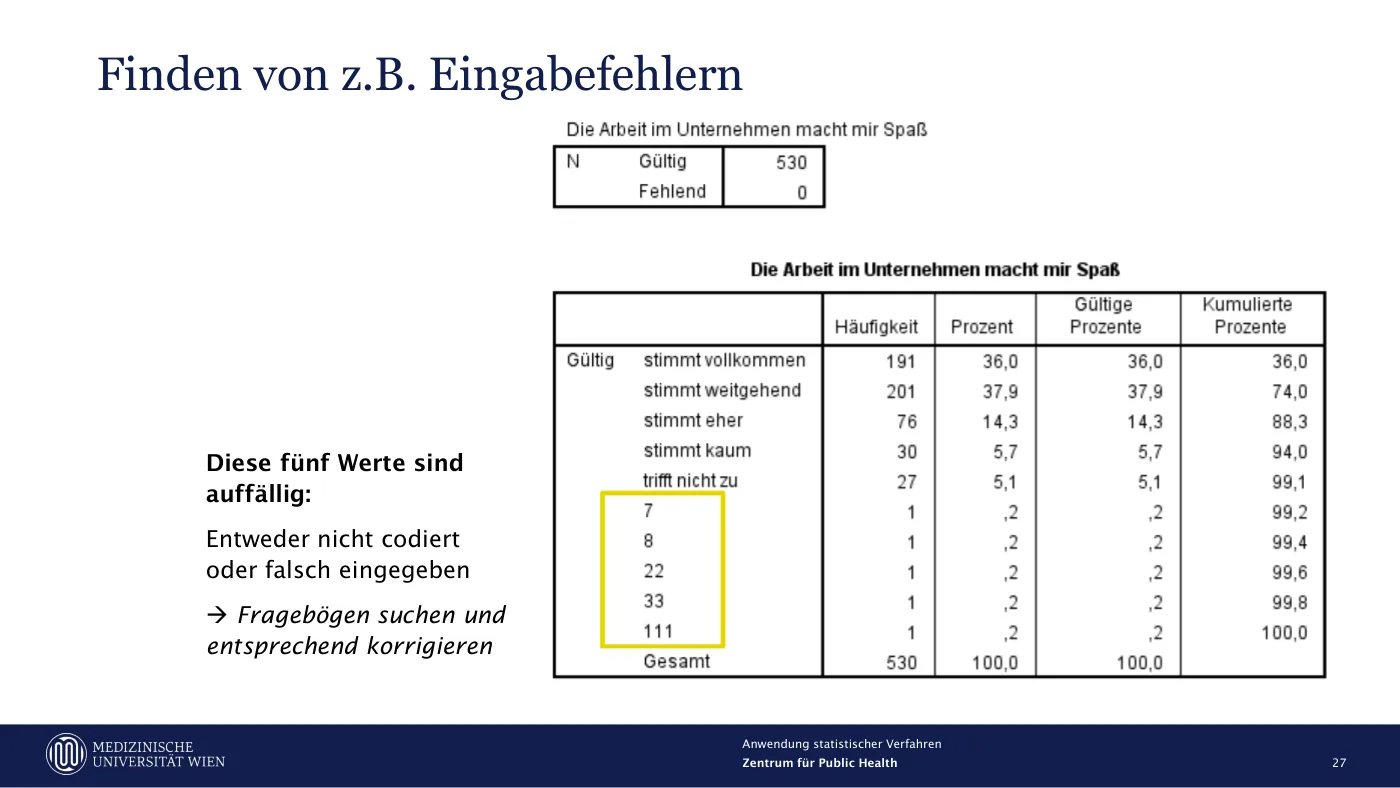 Finden von z.B. Eingabefehlern
Die Arbeit im Unternehmen macht mir Spaß
N Gültig 530
Fehlend 0
Die Arbeit im Unternehmen macht mir Spaß
Häufigkeit Prozent Gültige Prozente Kumulierte Prozente
Gültig stimmt vollkommen 191 36,0 36,0 36,0
stimmt weitgehend 201 37,9 37,9 74,0
stimmt eher 76 14,3 14,3 88,3
stimmt kaum 30 5,7 5,7 94,0
trifft nicht zu 27 5,1 5,1 99,1
7 1 ,2 ,2 99,2
8 1 ,2 ,2 99,4
22 1 ,2 ,2 99,6
33 1 ,2 ,2 99,8
111 1 ,2 ,2 100,0
Gesamt 530 100,0 100,0
Diese fünf Werte sind
auffällig:
Entweder nicht codiert
oder falsch eingegeben
→ Fragebögen suchen und
entsprechend korrigieren
MEDIZINISCHE
UNIVERSITÄT WIEN
Anwendung statistischer Verfahren
Zentrum für Public Health
27